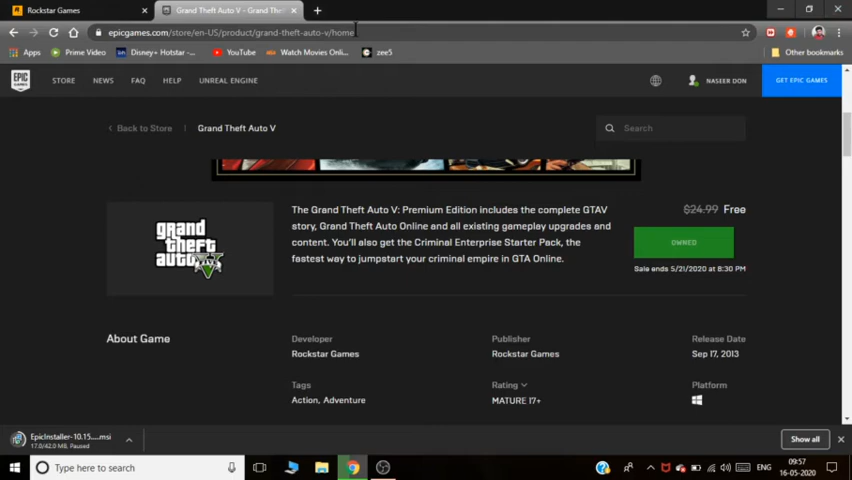 Rockstar Games
Grand Theft Auto V - Grand The
epicgames.com/store/en-US/product/grand-theft-auto-v/home
Apps
Prime Video
Disney+ Hotstar -...
YouTube
Watch Movies Onl...
zee5
Other bookmarks
EPIC
GAMES
STORE
NEWS
FAQ
HELP
UNREAL ENGINE
NASEER DON
GET EPIC GAMES
Back to Store
Grand Theft Auto V
Search
grand
theft
auto
V
The Grand Theft Auto V: Premium Edition includes the complete GTAV
story, Grand Theft Auto Online and all existing gameplay upgrades and
content. You'll also get the Criminal Enterprise Starter Pack, the
fastest way to jumpstart your criminal empire in GTA Online.
$24.99 Free
OWNED
Sale ends 5/21/2020 at 8:30 PM
About Game
Developer
Rockstar Games
Publisher
Rockstar Games
Release Date
Sep 17, 2013
Tags
Action, Adventure
Rating
MATURE 17+
Platform
EpicInstaller-10.15....msi
17.0/42.0 MB, Paused
Show all
Type here to search
ENG
09:57
16-05-2020